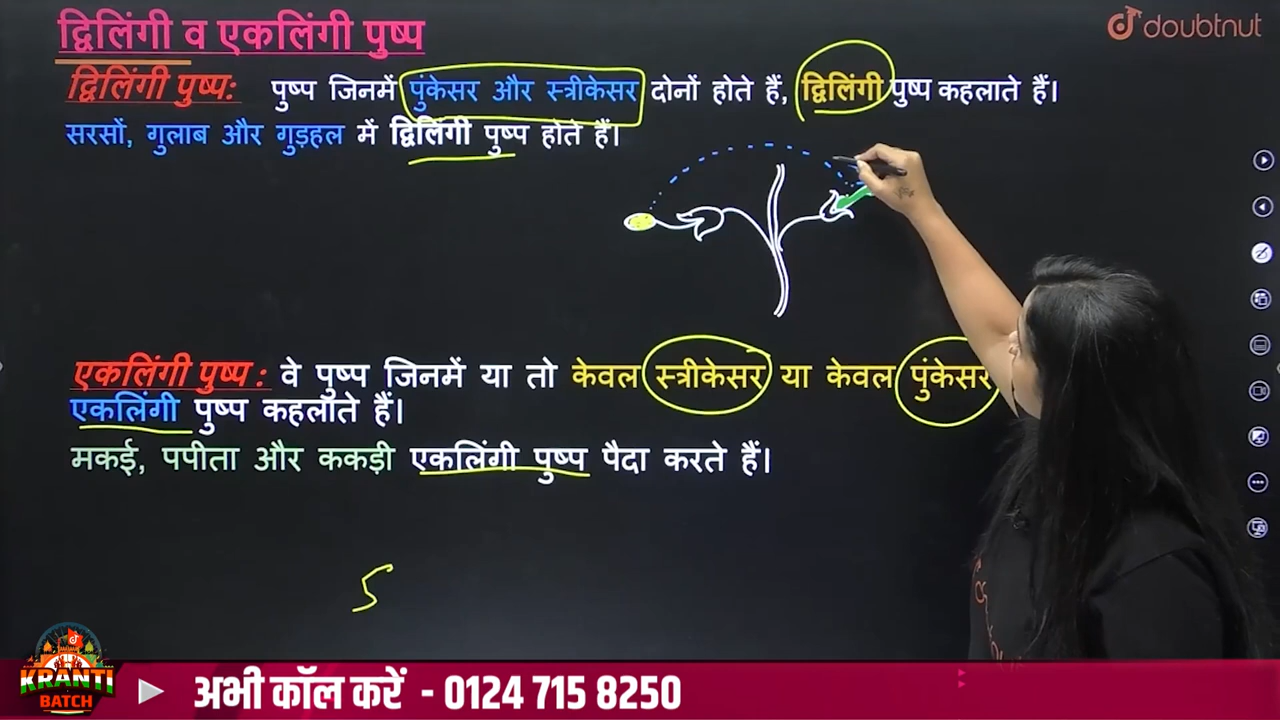 द्विलिंगी व एकलिंगी पुष्प
doubtnut
द्विलिंगी पुष्प: पुष्प जिनमें पुंकेसर और स्त्रीकेसर दोनों होते हैं, द्विलिंगी पुष्प कहलाते हैं।
सरसों, गुलाब और गुड़हल में द्विलिंगी पुष्प होते हैं।
एकलिंगी पुष्प : वे पुष्प जिनमें या तो केवल स्त्रीकेसर या केवल पुंकेसर
एकलिंगी पुष्प कहलाते हैं।
मकई, पपीता और ककड़ी एकलिंगी पुष्प पैदा करते हैं।
5
KRANTI
BATCH
अभी कॉल करें - 0124 715 8250